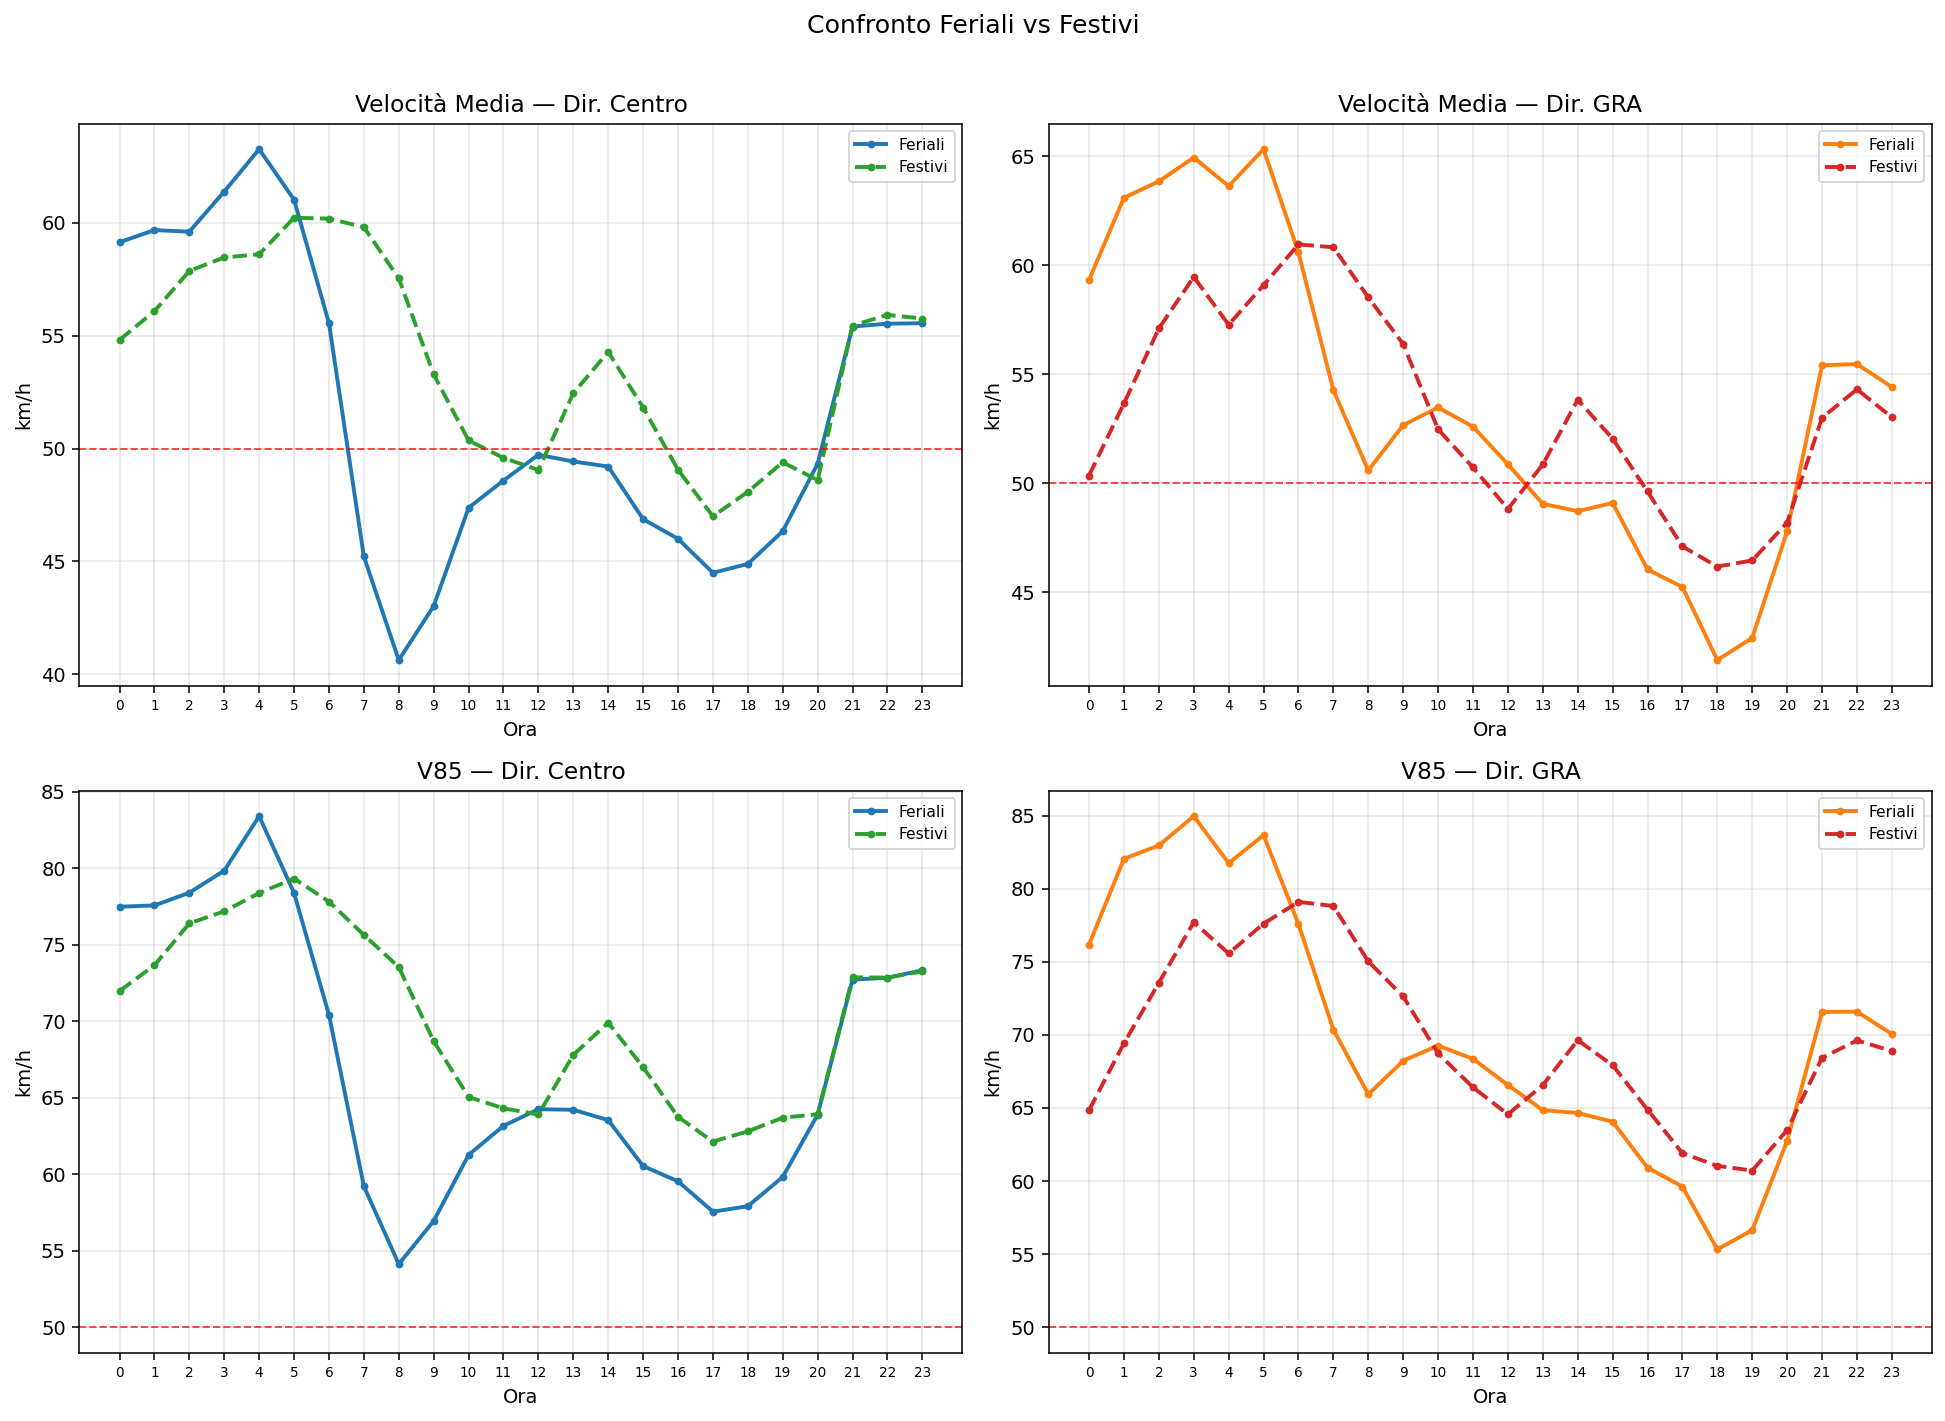 Confronto Feriali vs Festivi
Velocità Media — Dir. Centro
km/h
60
55
50
45
40
Feriali
Festivi
0 1 2 3 4 5 6 7 8 9 10 11 12 13 14 15 16 17 18 19 20 21 22 23
Ora
Velocità Media — Dir. GRA
km/h
65
60
55
50
45
Feriali
Festivi
0 1 2 3 4 5 6 7 8 9 10 11 12 13 14 15 16 17 18 19 20 21 22 23
Ora
V85 — Dir. Centro
km/h
85
80
75
70
65
60
55
50
Feriali
Festivi
0 1 2 3 4 5 6 7 8 9 10 11 12 13 14 15 16 17 18 19 20 21 22 23
Ora
V85 — Dir. GRA
km/h
85
80
75
70
65
60
55
50
Feriali
Festivi
0 1 2 3 4 5 6 7 8 9 10 11 12 13 14 15 16 17 18 19 20 21 22 23
Ora